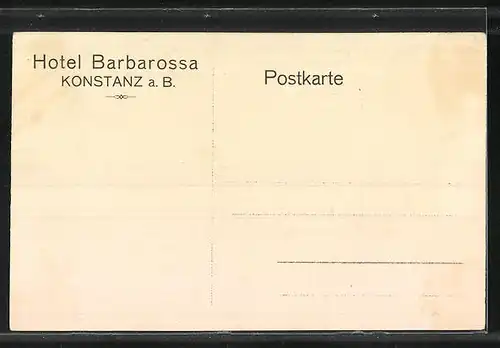 Hotel Barbarossa
KONSTANZ a. B.
Postkarte